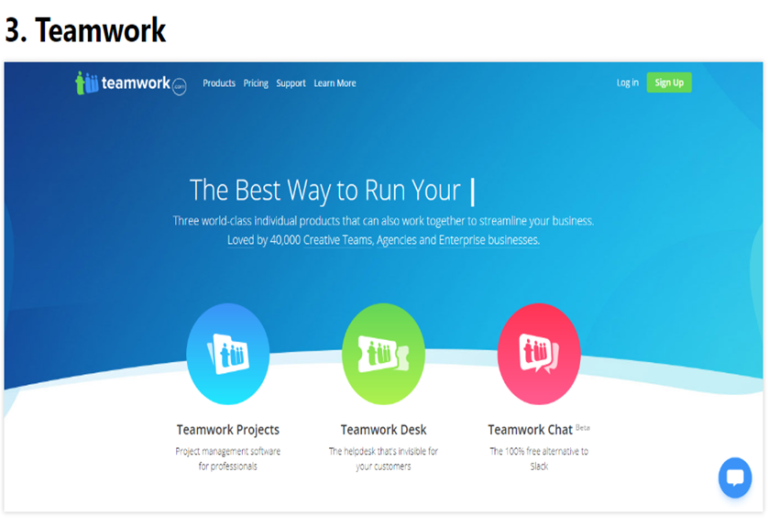 3. Teamwork
teamwork.com Products Pricing Support Learn More Log in Sign Up
The Best Way to Run Your |
Three world-class individual products that can also work together to streamline your business.
Loved by 40,000 Creative Teams, Agencies and Enterprise businesses.
Teamwork Projects Teamwork Desk Teamwork Chat Beta
Project management software The helpdesk that's invisible for The 100% free alternative to
for professionals your customers Slack